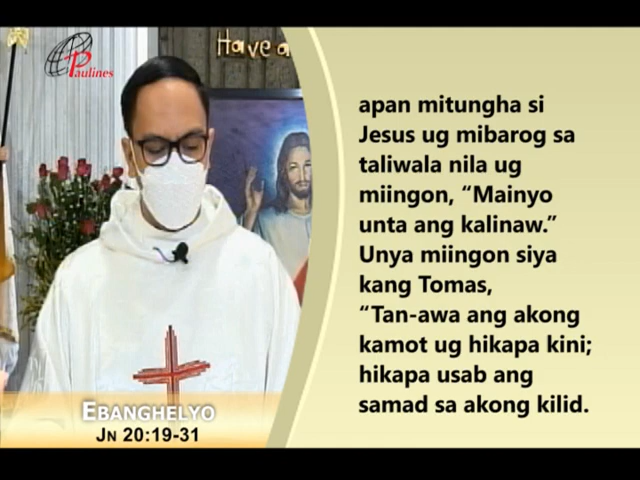 Paulines
Have a
apan mitungha si
Jesus ug mibarog sa
taliwala nila ug
miingon, “Mainyo
unta ang kalinaw.”
Unya miingon siya
kang Tomas,
“Tan-awa ang akong
kamot ug hikapa kini;
hikapa usab ang
samad sa akong kilid.
EBANGHELYO
JN 20:19-31